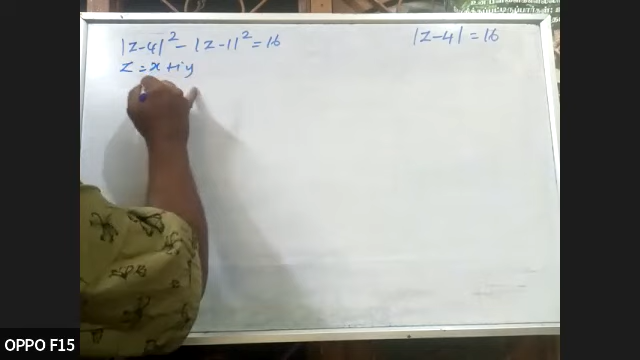 |z-4|² - |z-1|² = 16
|z-4| = 16
z = x+iy
OPPO F15